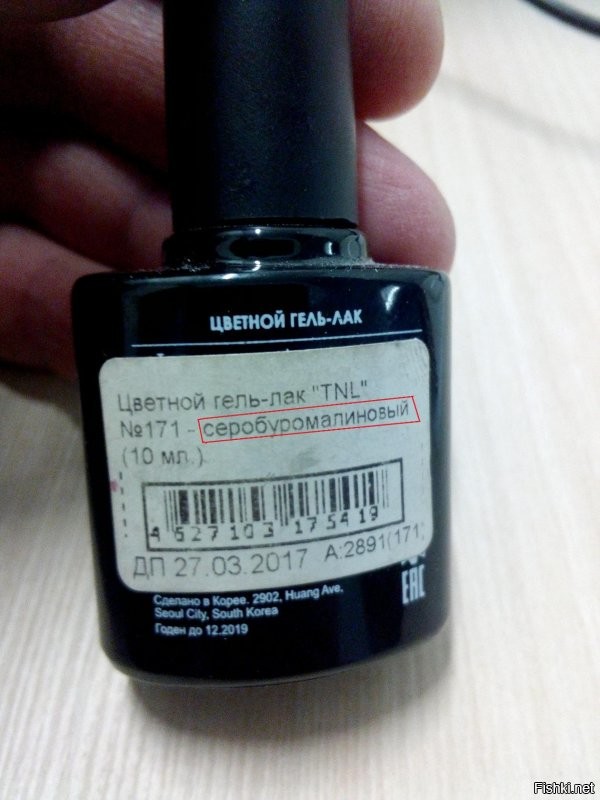 ЦВЕТНОЙ ГЕЛЬ-ЛАК
Цветной гель-лак "TNL"
№171 - серобуромалиновый
(10 мл.)
4 627103 175419
ДП 27.03.2017 А:2891(171)
EAC
Сделано в Корее. 2902, Huang Ave,
Seoul City, South Korea
Годен до 12.2019
Fishki.net